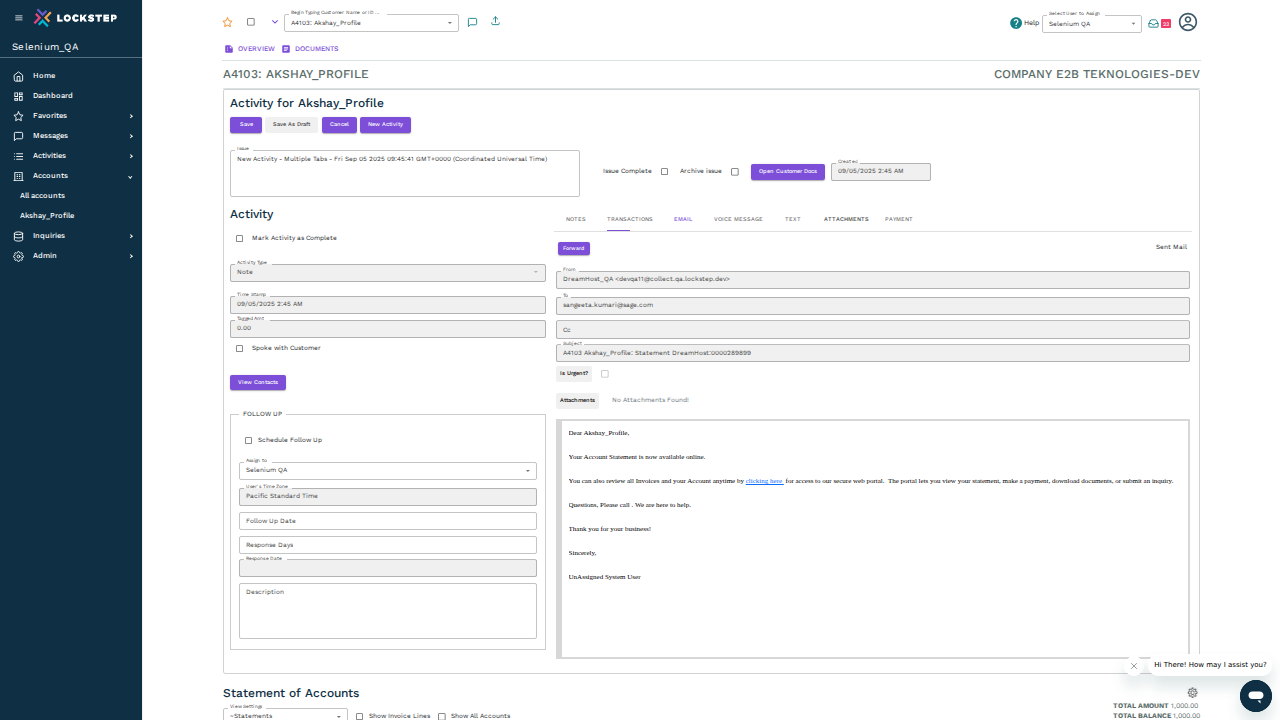 LOCKSTEP
Selenium_QA
Home
Dashboard
Favorites
Messages
Activities
Accounts
All accounts
Akshay_Profile
Inquiries
Admin
Begin Typing Customer Name or ID ...
A4103: Akshay_Profile
Help
Select User to Assign
Selenium QA
OVERVIEW
DOCUMENTS
A4103: AKSHAY_PROFILE
COMPANY E2B TEKNOLOGIES-DEV
Activity for Akshay_Profile
Save
Save As Draft
Cancel
New Activity
Issue
New Activity - Multiple Tabs - Fri Sep 05 2025 09:45:41 GMT+0000 (Coordinated Universal Time)
Issue Complete
Archive issue
Open Customer Docs
Created
09/05/2025 2:45 AM
Activity
Mark Activity as Complete
Activity Type
Note
Time Stamp
09/05/2025 2:45 AM
Tagged Amt
0.00
Spoke with Customer
View Contacts
FOLLOW UP
Schedule Follow Up
Assign to
Selenium QA
User's Time Zone
Pacific Standard Time
Follow Up Date
Response Days
Response Date
Description
NOTES
TRANSACTIONS
EMAIL
VOICE MESSAGE
TEXT
ATTACHMENTS
PAYMENT
Forward
Sent Mail
From
DreamHost_QA <devqa11@collect.qa.lockstep.dev>
To
sangeeta.kumari@sage.com
Cc
Subject
A4103 Akshay_Profile: Statement DreamHost:0000289899
Is Urgent?
Attachments
No Attachments Found!
Dear Akshay_Profile,
Your Account Statement is now available online.
You can also review all Invoices and your Account anytime by clicking here  for access to our secure web portal.  The portal lets you view your statement, make a payment, download documents, or submit an inquiry.
Questions, Please call . We are here to help.
Thank you for your business!
Sincerely,
UnAssigned System User
Hi There! How may I assist you?
Statement of Accounts
View Settings
~Statements
Show Invoice Lines
Show All Accounts
TOTAL AMOUNT 1,000.00
TOTAL BALANCE 1,000.00